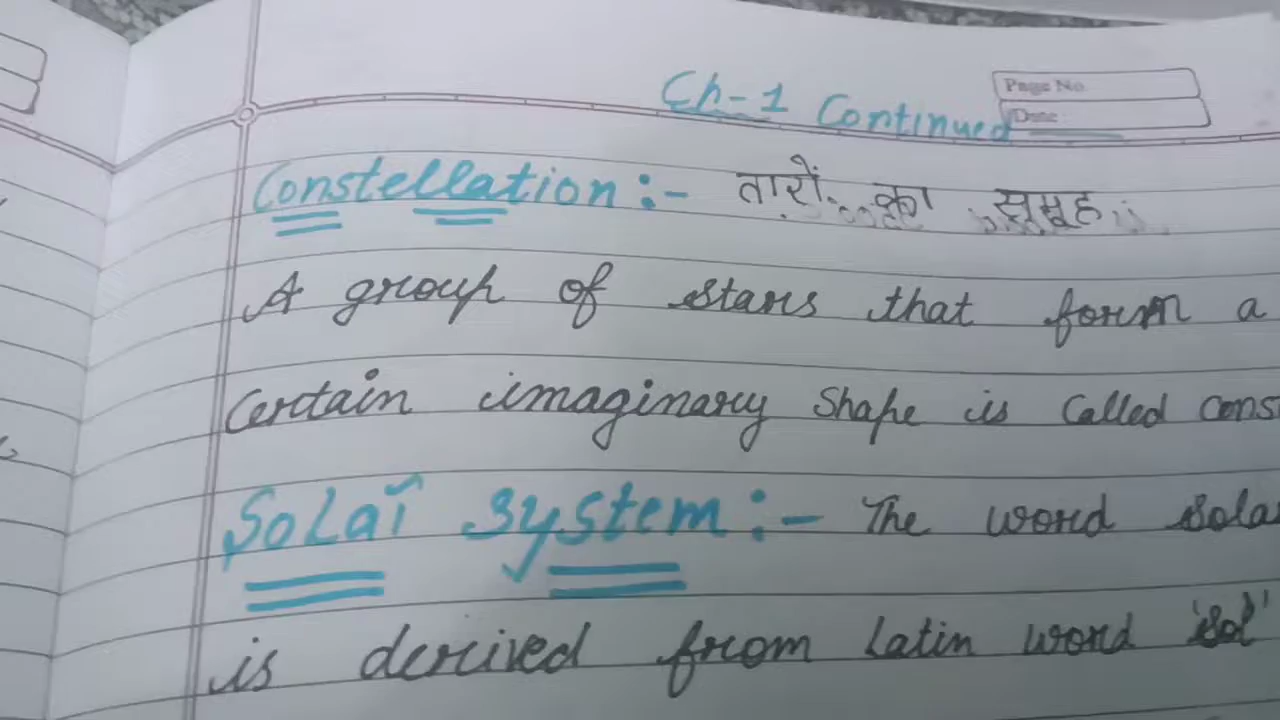 Ch-1 Continued
Page No.
Date:
Constellation :- तारों का समूह
A group of stars that form a
certain imaginary shape is called
Solar System :- The word
is derived from Latin word 'sol'